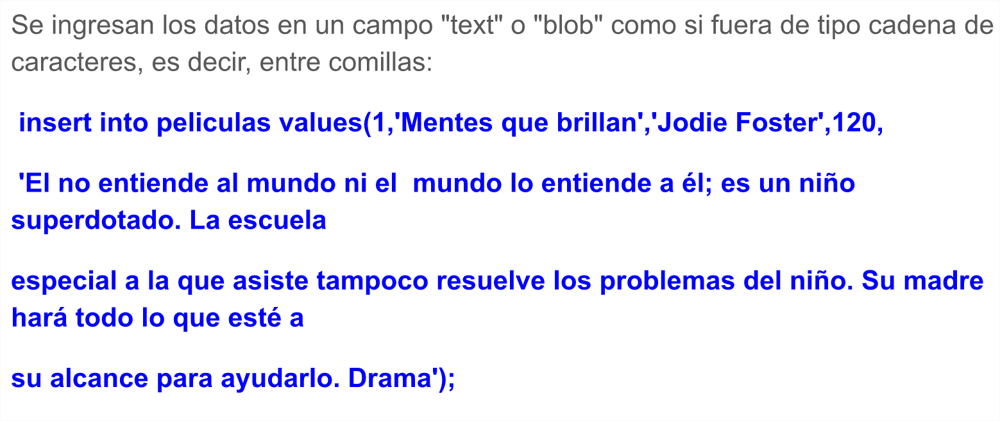 Se ingresan los datos en un campo "text" o "blob" como si fuera de tipo cadena de
caracteres, es decir, entre comillas:
insert into peliculas values(1,'Mentes que brillan','Jodie Foster',120,
'El no entiende al mundo ni el  mundo lo entiende a él; es un niño
superdotado. La escuela
especial a la que asiste tampoco resuelve los problemas del niño. Su madre
hará todo lo que esté a
su alcance para ayudarlo. Drama');